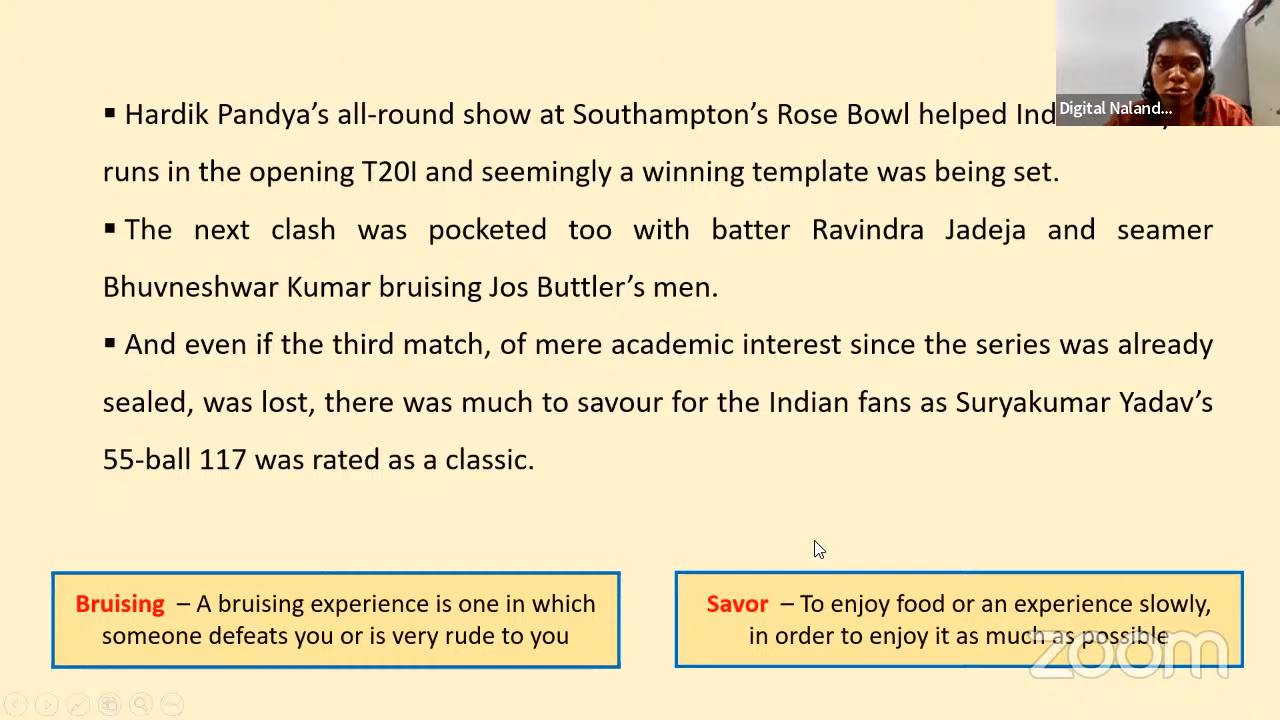 Digital Naland...
▪ Hardik Pandya's all-round show at Southampton's Rose Bowl helped
runs in the opening T20I and seemingly a winning template was being set.
▪ The next clash was pocketed too with batter Ravindra Jadeja and seamer
Bhuvneshwar Kumar bruising Jos Buttler's men.
▪ And even if the third match, of mere academic interest since the series was already
sealed, was lost, there was much to savour for the Indian fans as Suryakumar Yadav's
55-ball 117 was rated as a classic.
Bruising – A bruising experience is one in which
someone defeats you or is very rude to you
Savor – To enjoy food or an experience slowly,
in order to enjoy it as much as possible
zoom